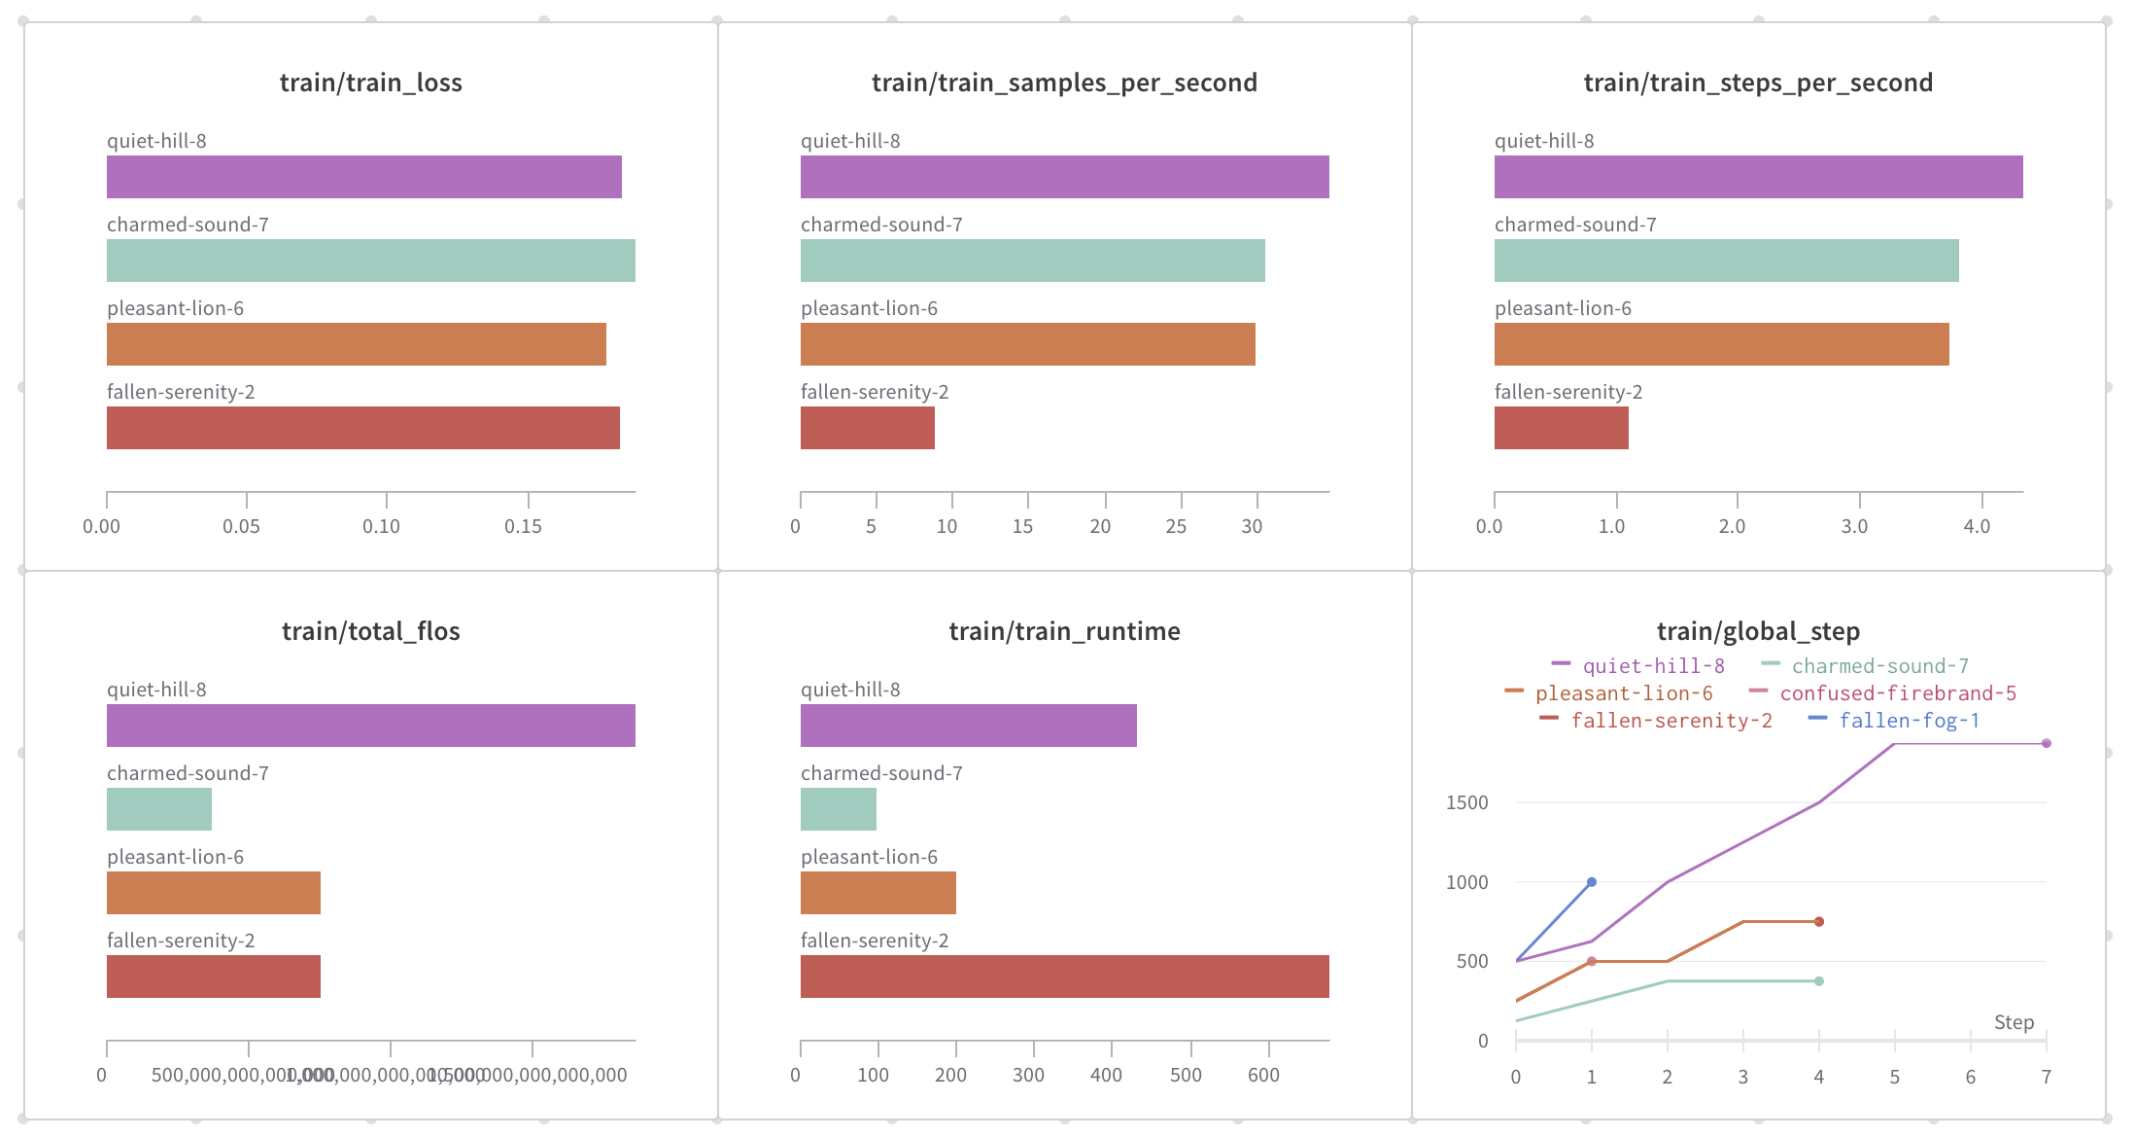 train/train_loss
quiet-hill-8
charmed-sound-7
pleasant-lion-6
fallen-serenity-2
0.00 0.05 0.10 0.15
train/train_samples_per_second
quiet-hill-8
charmed-sound-7
pleasant-lion-6
fallen-serenity-2
0 5 10 15 20 25 30
train/train_steps_per_second
quiet-hill-8
charmed-sound-7
pleasant-lion-6
fallen-serenity-2
0.0 1.0 2.0 3.0 4.0
train/total_flos
quiet-hill-8
charmed-sound-7
pleasant-lion-6
fallen-serenity-2
0 500,000,000,000,000 1,000,000,000,000,000 1,500,000,000,000,000
train/train_runtime
quiet-hill-8
charmed-sound-7
pleasant-lion-6
fallen-serenity-2
0 100 200 300 400 500 600
train/global_step
quiet-hill-8 charmed-sound-7
pleasant-lion-6 confused-firebrand-5
fallen-serenity-2 fallen-fog-1
1500
1000
500
Step
0
0 1 2 3 4 5 6 7